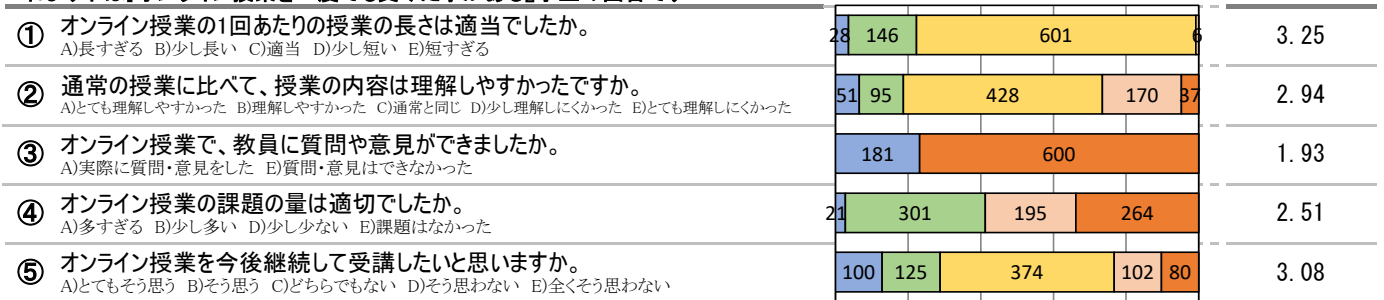 ① オンライン授業の1回あたりの授業の長さは適当でしたか。
A)長すぎる B)少し長い C)適当 D)少し短い E)短すぎる
28 146 601 6 3.25
② 通常の授業に比べて、授業の内容は理解しやすかったですか。
A)とても理解しやすかった B)理解しやすかった C)通常と同じ D)少し理解しにくかった E)とても理解しにくかった
51 95 428 170 37 2.94
③ オンライン授業で、教員に質問や意見ができましたか。
A)実際に質問・意見をした E)質問・意見はできなかった
181 600 1.93
④ オンライン授業の課題の量は適切でしたか。
A)多すぎる B)少し多い D)少し少ない E)課題はなかった
21 301 195 264 2.51
⑤ オンライン授業を今後継続して受講したいと思いますか。
A)とてもそう思う B)そう思う C)どちらでもない D)そう思わない E)全くそう思わない
100 125 374 102 80 3.08